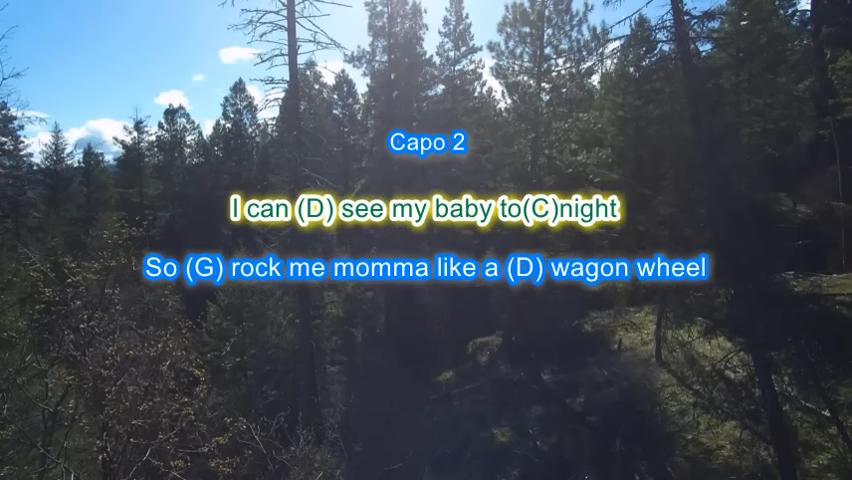 Capo 2
I can (D) see my baby to(C)night
So (G) rock me momma like a (D) wagon wheel